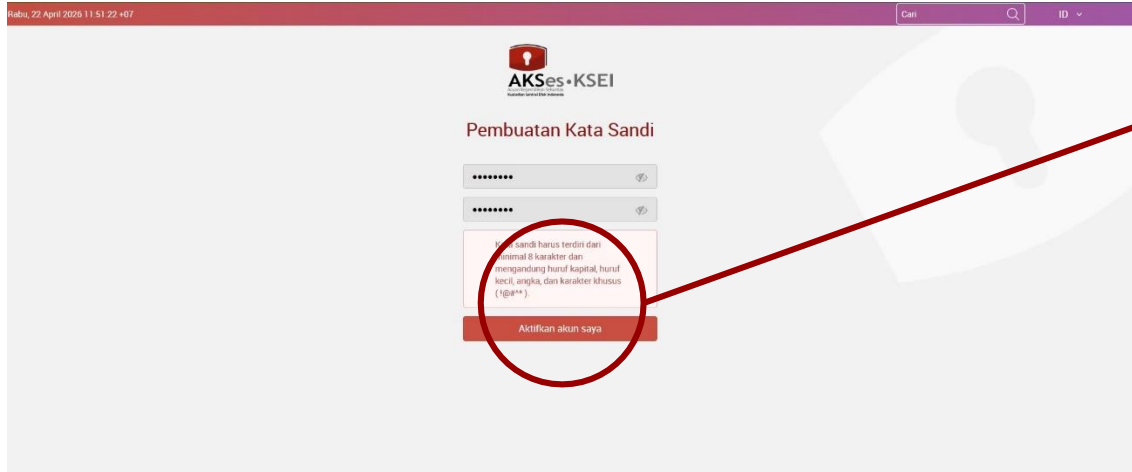 Rabu, 22 April 2026 11:51:22 +07
Cari
ID
AKSes•KSEI
Pembuatan Kata Sandi
Kata sandi harus terdiri dari
minimal 8 karakter dan
mengandung huruf kapital, huruf
kecil, angka, dan karakter khusus
Aktifkan akun saya